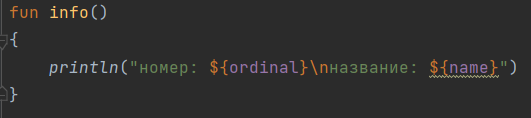 fun info()
{
println("номер: ${ordinal}\nназвание: ${name}")
}